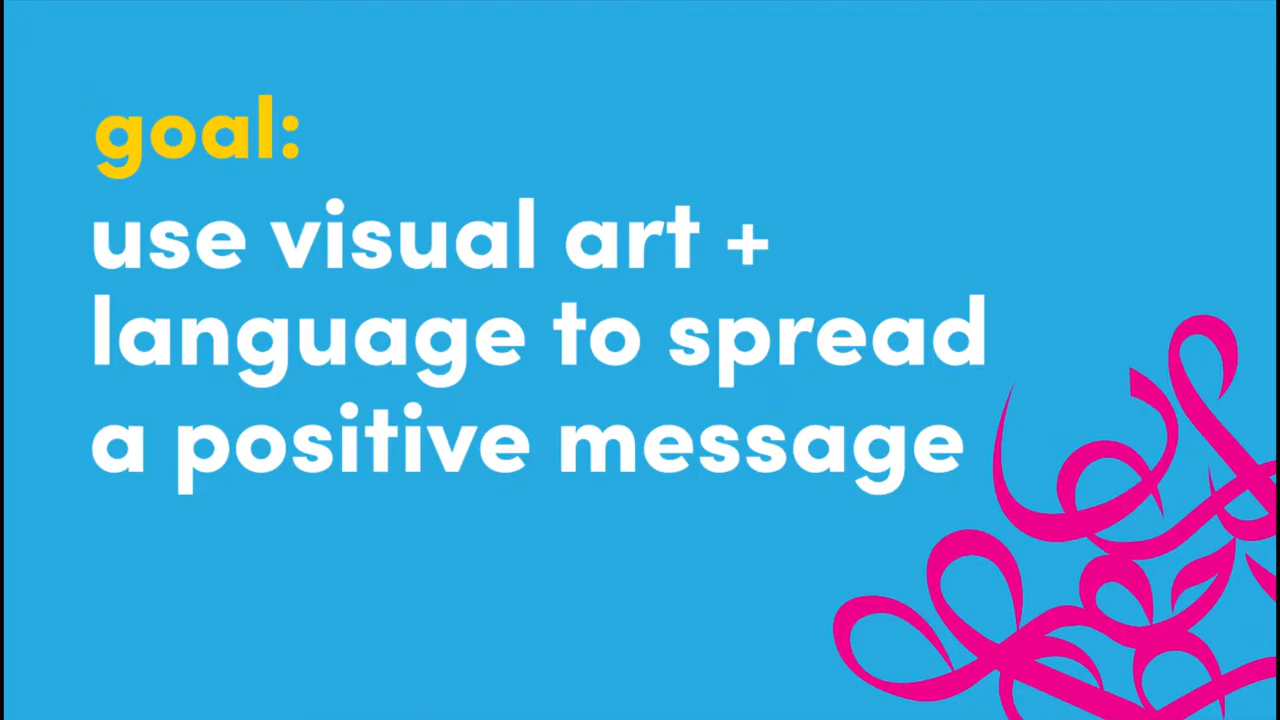 goal:
use visual art +
language to spread
a positive message